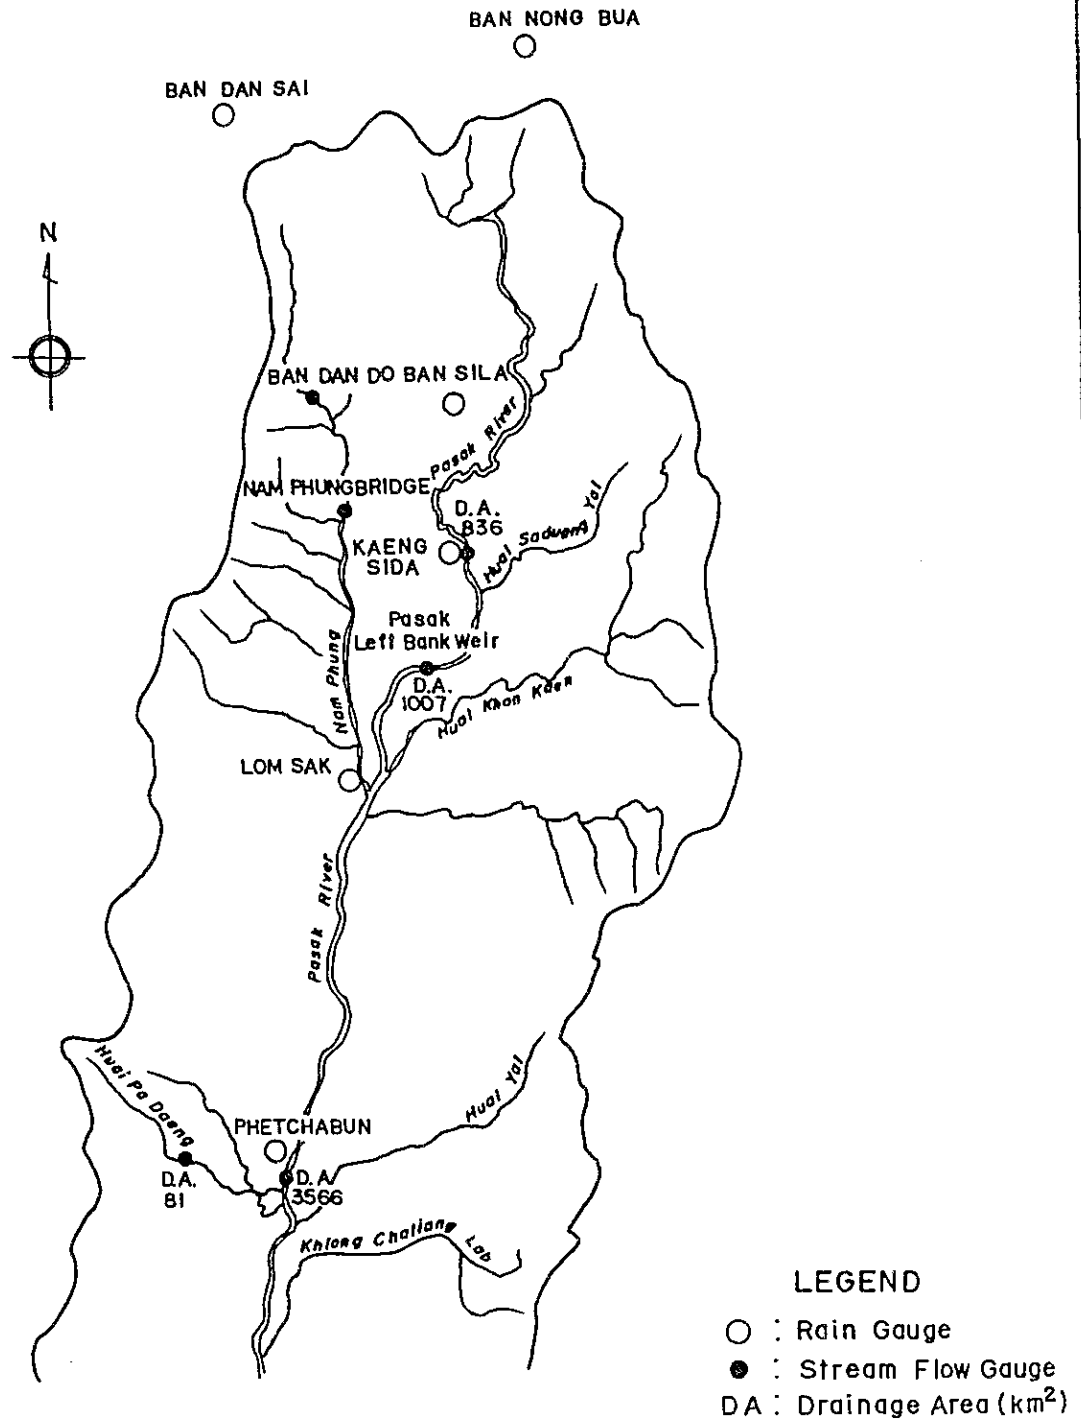 BAN NONG BUA
BAN DAN SAI
N
BAN DAN DO
BAN SILA
Pasak River
NAM PHUNG BRIDGE
D.A.
836
KAENG
SIDA
Huai Saduang Yai
Pasak
Left Bank Weir
D.A.
1007
Nam Phung
Huai Khon Kaen
LOM SAK
Pasak River
Huai Pa Daeng
Huai Yai
PHETCHABUN
D.A.
81
D.A.
3566
Khlong Chaliang Lab
LEGEND
: Rain Gauge
: Stream Flow Gauge
DA : Drainage Area (km²)